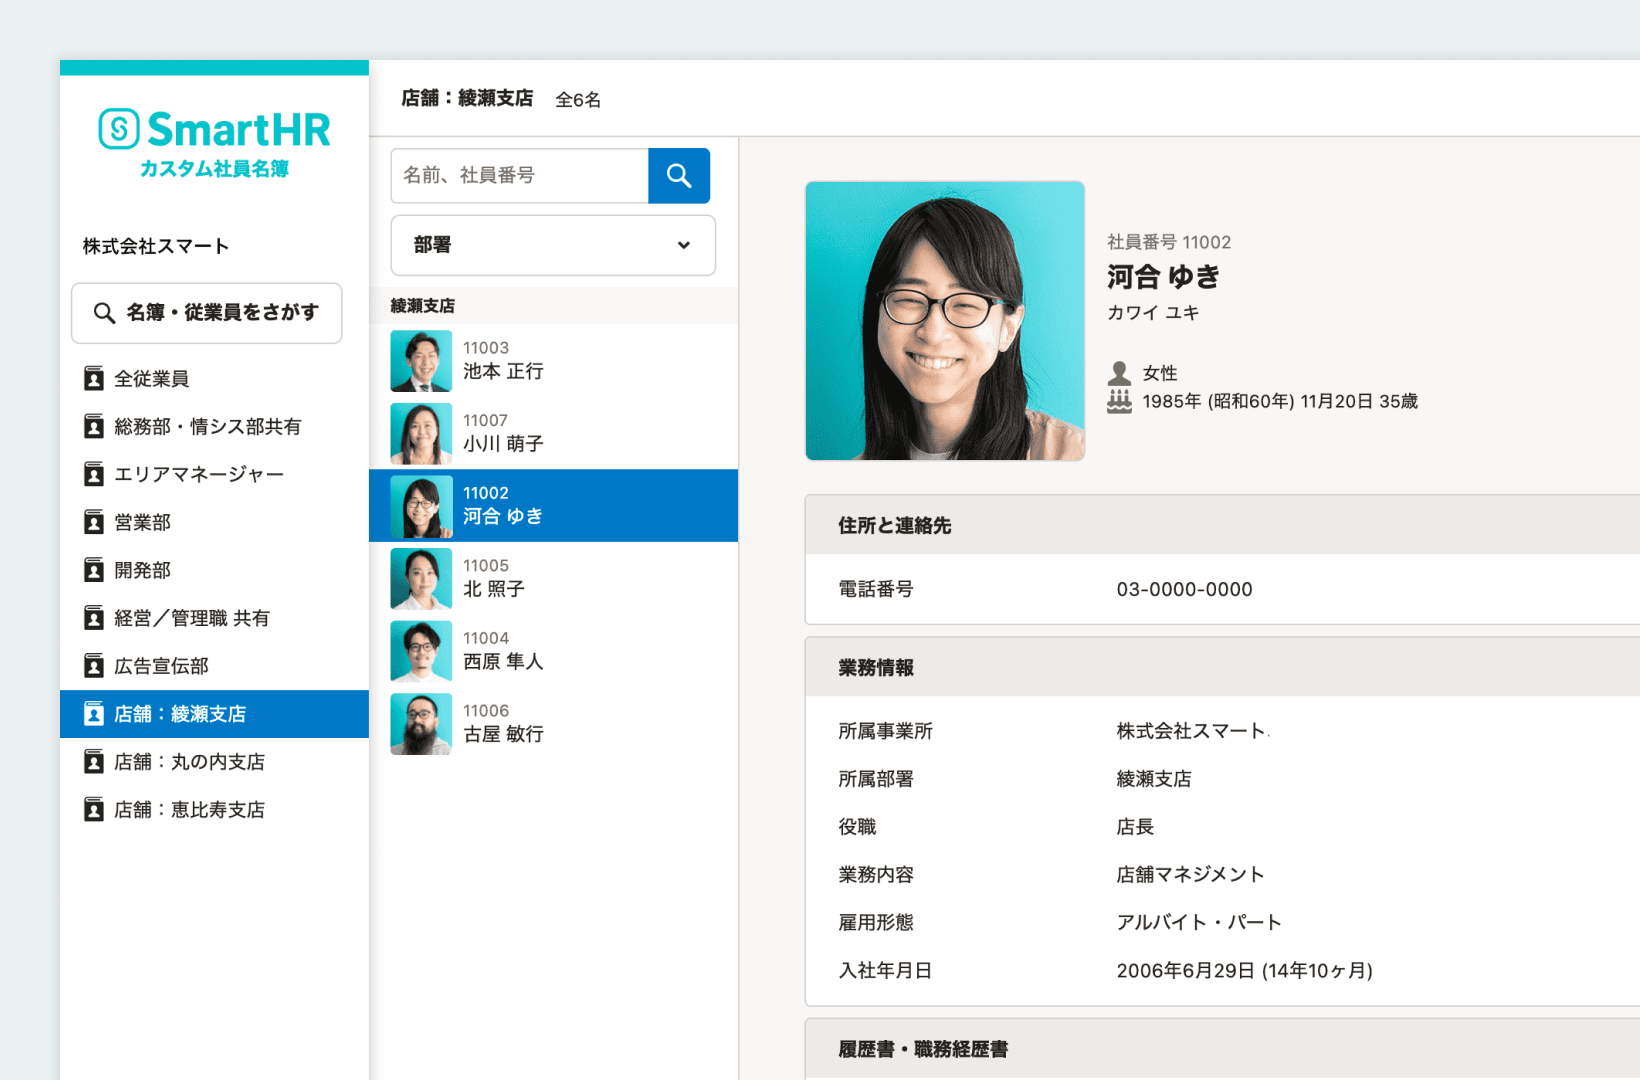 SmartHR
カスタム社員名簿
株式会社スマート
名簿・従業員をさがす
全従業員
総務部・情シス部共有
エリアマネージャー
営業部
開発部
経営／管理職 共有
広告宣伝部
店舗：綾瀬支店
店舗：丸の内支店
店舗：恵比寿支店
店舗：綾瀬支店 全6名
名前、社員番号
部署
綾瀬支店
11003
池本 正行
11007
小川 萌子
11002
河合 ゆき
11005
北 照子
11004
西原 隼人
11006
古屋 敏行
社員番号 11002
河合 ゆき
カワイ ユキ
女性
1985年 (昭和60年) 11月20日 35歳
住所と連絡先
電話番号 03-0000-0000
業務情報
所属事業所 株式会社スマート
所属部署 綾瀬支店
役職 店長
業務内容 店舗マネジメント
雇用形態 アルバイト・パート
入社年月日 2006年6月29日 (14年10ヶ月)
履歴書・職務経歴書